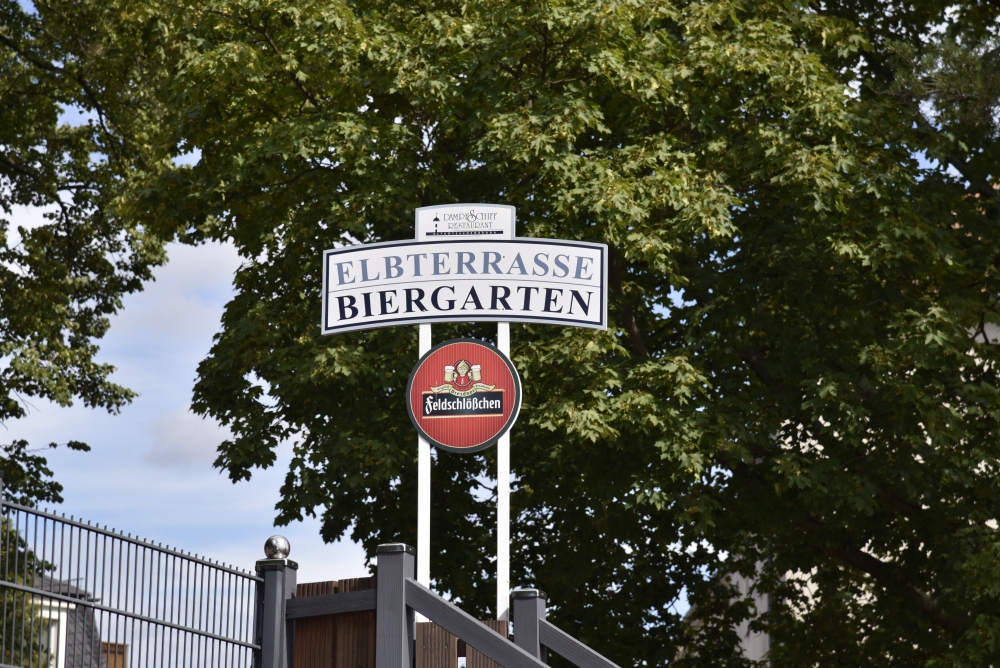 DAMPFSCHIFF
RESTAURANT
ELBTERRASSE
BIERGARTEN
Feldschlößchen